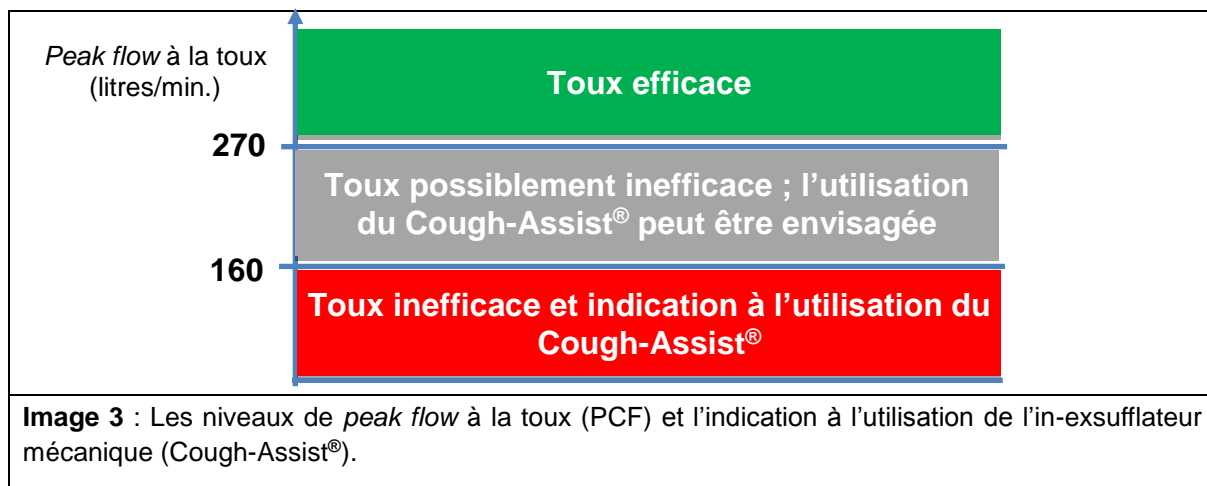 Peak flow à la toux
(litres/min.)
Toux efficace
270
Toux possiblement inefficace ; l’utilisation
du Cough-Assist® peut être envisagée
160
Toux inefficace et indication à l’utilisation du
Cough-Assist®
Image 3 : Les niveaux de peak flow à la toux (PCF) et l’indication à l’utilisation de l’in-exsufflateur
mécanique (Cough-Assist®).